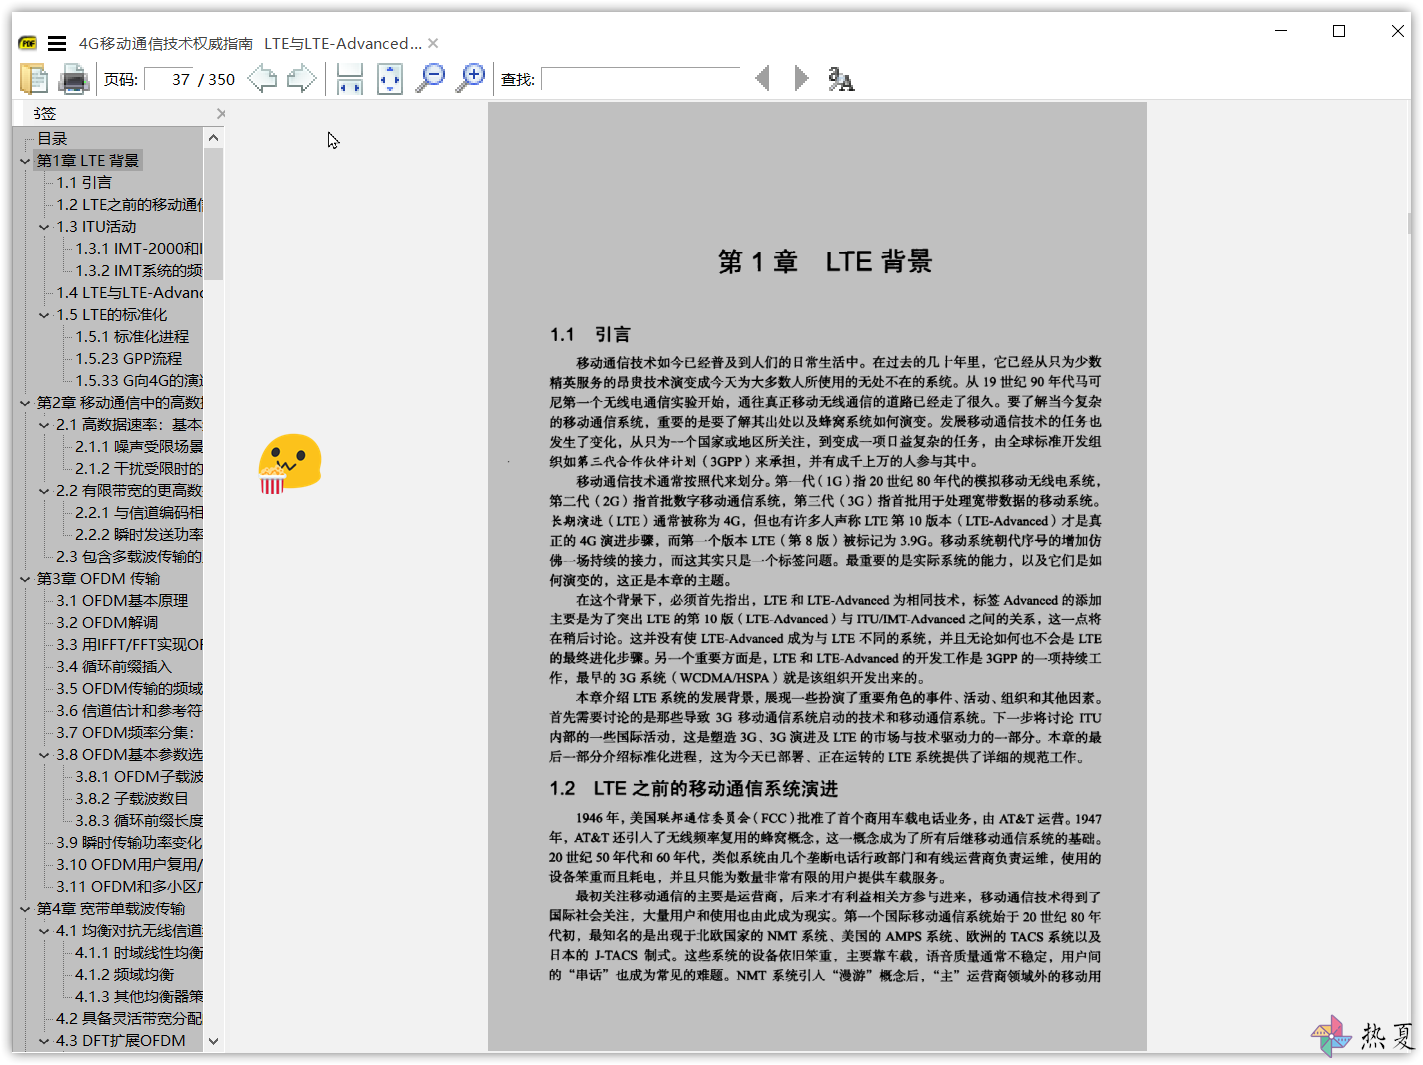 4G移动通信技术权威指南 LTE与LTE-Advanced...
页码: 37 / 350 查找:
书签
目录
第1章 LTE 背景
1.1 引言
1.2 LTE之前的移动通信
1.3 ITU活动
1.3.1 IMT-2000和I
1.3.2 IMT系统的频
1.4 LTE与LTE-Advanc
1.5 LTE的标准化
1.5.1 标准化进程
1.5.23 GPP流程
1.5.33 G向4G的演进
第2章 移动通信中的高数据
2.1 高数据速率：基本
2.1.1 噪声受限场景
2.1.2 干扰受限时的
2.2 有限带宽的更高数
2.2.1 与信道编码相
2.2.2 瞬时发送功率
2.3 包含多载波传输的
第3章 OFDM 传输
3.1 OFDM基本原理
3.2 OFDM解调
3.3 用IFFT/FFT实现OF
3.4 循环前缀插入
3.5 OFDM传输的频域
3.6 信道估计和参考符
3.7 OFDM频率分集：
3.8 OFDM基本参数选
3.8.1 OFDM子载波
3.8.2 子载波数目
3.8.3 循环前缀长度
3.9 瞬时传输功率变化
3.10 OFDM用户复用/
3.11 OFDM和多小区广
第4章 宽带单载波传输
4.1 均衡对抗无线信道
4.1.1 时域线性均衡
4.1.2 频域均衡
4.1.3 其他均衡器策
4.2 具备灵活带宽分配
4.3 DFT扩展OFDM
第 1 章 LTE 背景
1.1 引言
移动通信技术如今已经普及到人们的日常生活中。在过去的几十年里，它已经从只为少数
精英服务的昂贵技术演变成今天为大多数人所使用的无处不在的系统。从 19 世纪 90 年代马可
尼第一个无线电通信实验开始，通往真正移动无线通信的道路已经走了很久。要了解当今复杂
的移动通信系统，重要的是要了解其出处以及蜂窝系统如何演变。发展移动通信技术的任务也
发生了变化，从只为一个国家或地区所关注，到变成一项日益复杂的任务，由全球标准开发组
织如第三代合作伙伴计划（3GPP）来承担，并有成千上万的人参与其中。
移动通信技术通常按照代来划分。第一代（1G）指 20 世纪 80 年代的模拟移动无线电系统，
第二代（2G）指首批数字移动通信系统，第三代（3G）指首批用于处理宽带数据的移动系统。
长期演进（LTE）通常被称为 4G，但也有许多人声称 LTE 第 10 版本（LTE-Advanced）才是真
正的 4G 演进步骤，而第一个版本 LTE（第 8 版）被标记为 3.9G。移动系统朝代序号的增加仿
佛一场持续的接力，而这其实只是一个标签问题。最重要的是实际系统的能力，以及它们是如
何演变的，这正是本章的主题。
在这个背景下，必须首先指出，LTE 和 LTE-Advanced 为相同技术，标签 Advanced 的添加
主要是为了突出 LTE 的第 10 版（LTE-Advanced）与 ITU/IMT-Advanced 之间的关系，这一点将
在稍后讨论。这并没有使 LTE-Advanced 成为与 LTE 不同的系统，并且无论如何也不会是 LTE
的最终进化步骤。另一个重要方面是，LTE 和 LTE-Advanced 的开发工作是 3GPP 的一项持续工
作，最早的 3G 系统（WCDMA/HSPA）就是该组织开发出来的。
本章介绍 LTE 系统的发展背景，展现一些扮演了重要角色的事件、活动、组织和其他因素。
首先需要讨论的是那些导致 3G 移动通信系统启动的技术和移动通信系统。下一步将讨论 ITU
内部的一些国际活动，这是塑造 3G、3G 演进及 LTE 的市场与技术驱动力的一部分。本章的最
后一部分介绍标准化进程，这为今天已部署、正在运转的 LTE 系统提供了详细的规范工作。
1.2 LTE 之前的移动通信系统演进
1946 年，美国联邦通信委员会（FCC）批准了首个商用车载电话业务，由 AT&T 运营。1947
年，AT&T 还引入了无线频率复用的蜂窝概念，这一概念成为了所有后继移动通信系统的基础。
20 世纪 50 年代和 60 年代，类似系统由几个垄断电话行政部门和有线运营商负责运维，使用的
设备笨重而且耗电，并且只能为数量非常有限的用户提供车载服务。
最初关注移动通信的主要是运营商，后来才有利益相关方参与进来，移动通信技术得到了
国际社会关注，大量用户和使用也由此成为现实。第一个国际移动通信系统始于 20 世纪 80 年
代初，最知名的是出现于北欧国家的 NMT 系统、美国的 AMPS 系统、欧洲的 TACS 系统以及
日本的 J-TACS 制式。这些系统的设备依旧笨重，主要靠车载，语音质量通常不稳定，用户间
的“串话”也成为常见的难题。NMT 系统引入“漫游”概念后，“主”运营商领域外的移动用
热夏